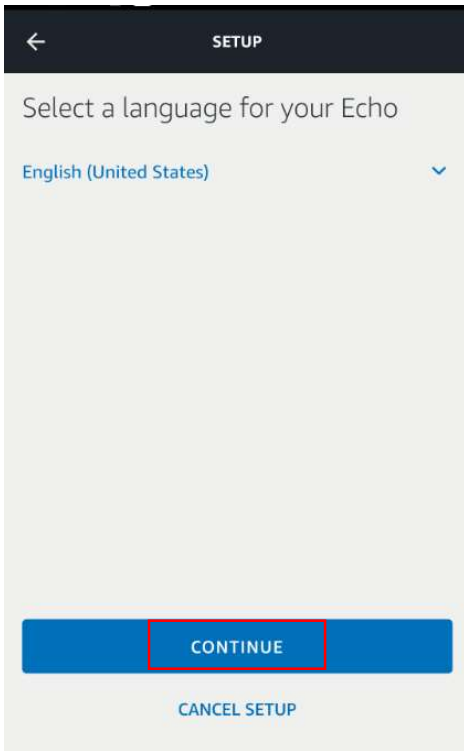 SETUP
Select a language for your Echo
English (United States)
CONTINUE
CANCEL SETUP